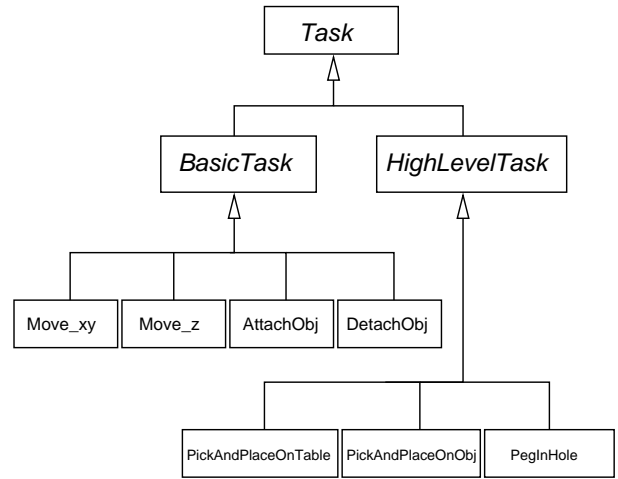 Task
BasicTask
HighLevelTask
Move_xy
Move_z
AttachObj
DetachObj
PickAndPlaceOnTable
PickAndPlaceOnObj
PegInHole